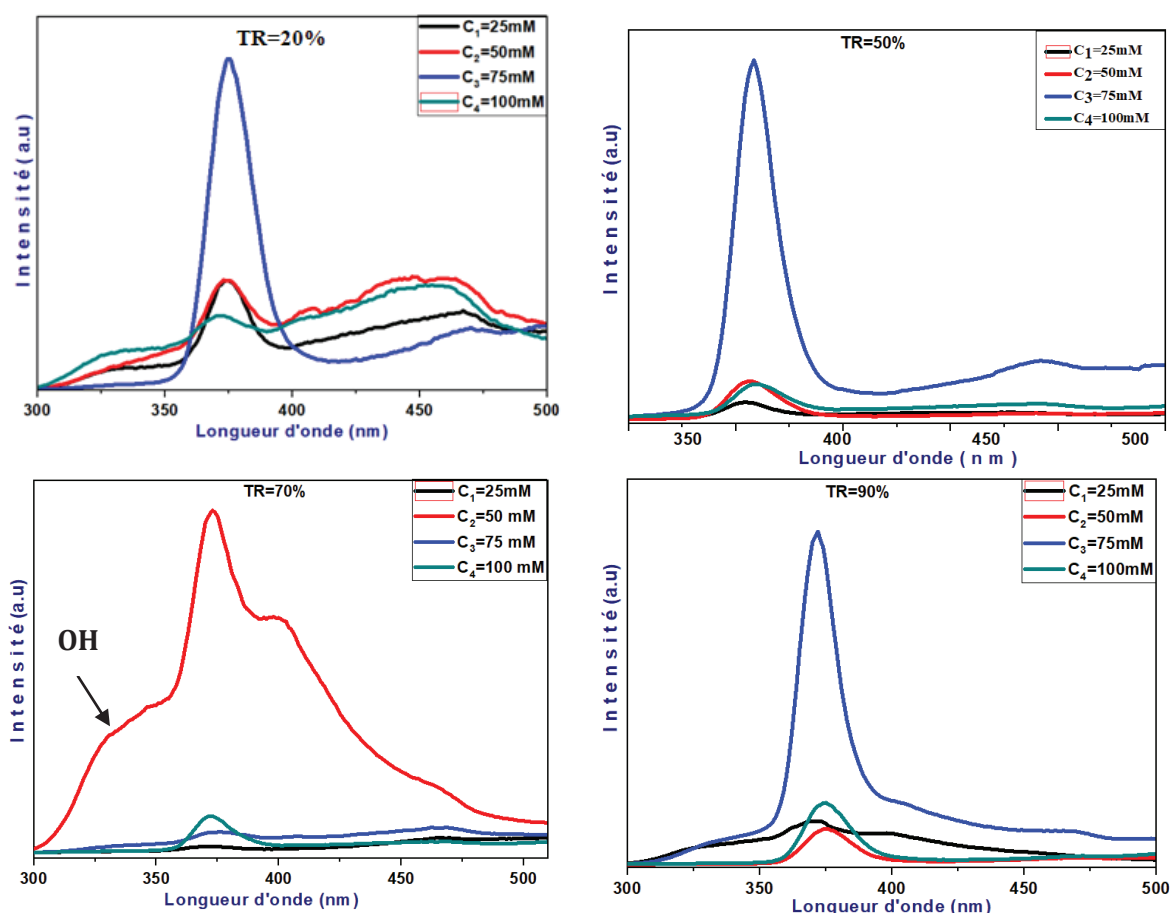 TR=20%
C₁=25mM
C₂=50mM
C₃=75mM
C₄=100mM
Intensité(a.u)
300 350 400 450 500
Longueur d'onde (nm)
TR=50%
C₁=25mM
C₂=50mM
C₃=75mM
C₄=100mM
Intensité (a.u)
350 400 450 500
Longueur d'onde ( n m )
TR=70%
C₁=25mM
C₂=50 mM
C₃=75 mM
C₄=100 mM
OH
Intensité (a.u)
300 350 400 450 500
Longueur d'onde (nm)
TR=90%
C₁=25mM
C₂=50mM
C₃=75mM
C₄=100mM
Intensité (a.u)
300 350 400 450 500
Longueur d'onde (nm)